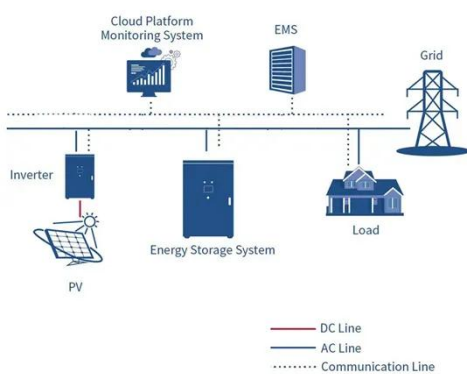 Cloud Platform
Monitoring System
EMS
Grid
Inverter
Energy Storage System
Load
PV
DC Line
AC Line
Communication Line